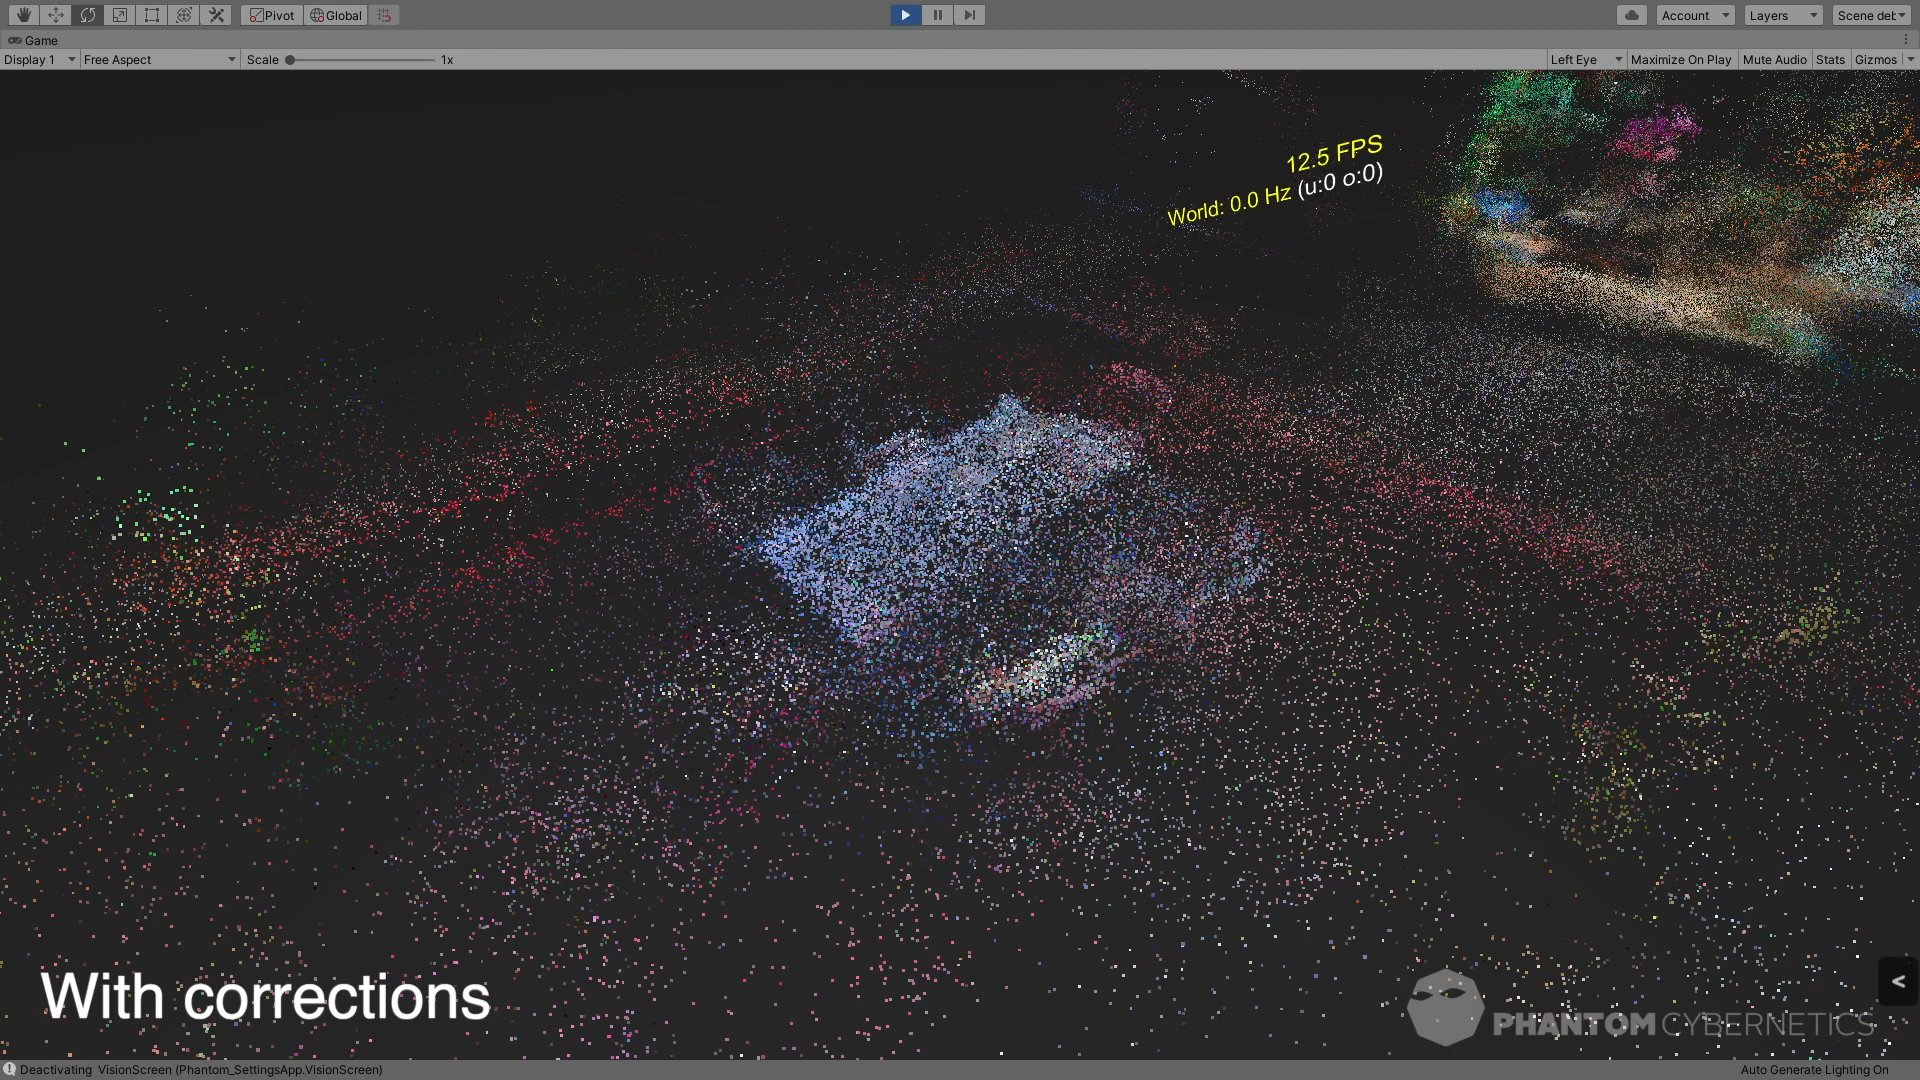 Pivot Global Account Layers Scene det
Game
Display 1 Free Aspect Scale 1x Left Eye Maximize On Play Mute Audio Stats Gizmos
12.5 FPS
World: 0.0 Hz (u:0 o:0)
With corrections
<
PHANTOM CYBERNETICS
Deactivating VisionScreen (Phantom_SettingsApp.VisionScreen) Auto Generate Lighting On